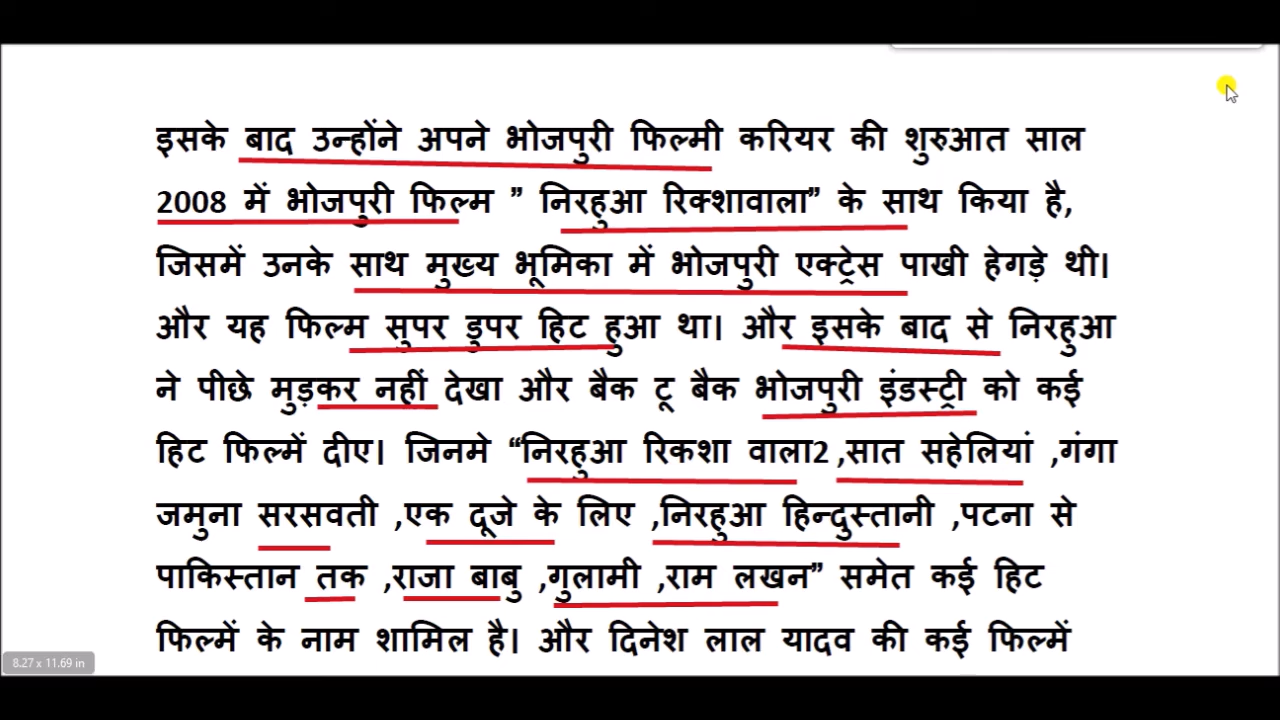 इसके बाद उन्होंने अपने भोजपुरी फिल्मी करियर की शुरुआत साल
2008 में भोजपुरी फिल्म ” निरहुआ रिक्शावाला” के साथ किया है,
जिसमें उनके साथ मुख्य भूमिका में भोजपुरी एक्ट्रेस पाखी हेगड़े थी।
और यह फिल्म सुपर डुपर हिट हुआ था। और इसके बाद से निरहुआ
ने पीछे मुड़कर नहीं देखा और बैक टू बैक भोजपुरी इंडस्ट्री को कई
हिट फिल्में दीए। जिनमे “निरहुआ रिकशा वाला2 ,सात सहेलियां ,गंगा
जमुना सरसवती ,एक दूजे के लिए ,निरहुआ हिन्दुस्तानी ,पटना से
पाकिस्तान तक ,राजा बाबु ,गुलामी ,राम लखन” समेत कई हिट
फिल्में के नाम शामिल है। और दिनेश लाल यादव की कई फिल्में
8.27 x 11.69 in